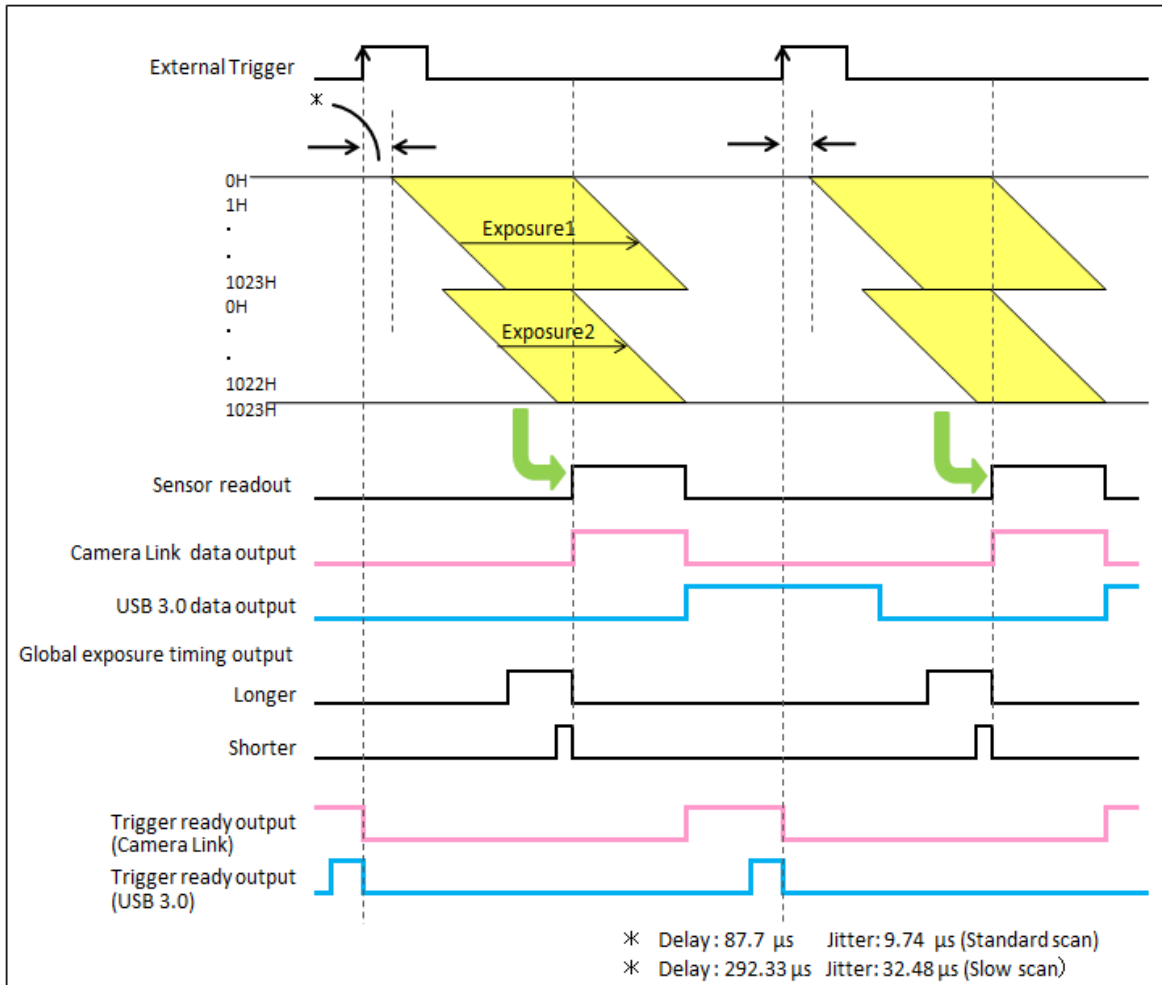 External Trigger
*
0H
1H
.
.
1023H
0H
.
.
1022H
1023H
Exposure1
Exposure2
Sensor readout
Camera Link data output
USB 3.0 data output
Global exposure timing output
Longer
Shorter
Trigger ready output
(Camera Link)
Trigger ready output
(USB 3.0)
* Delay : 87.7 µs Jitter: 9.74 µs (Standard scan)
* Delay : 292.33 µs Jitter: 32.48 µs (Slow scan)